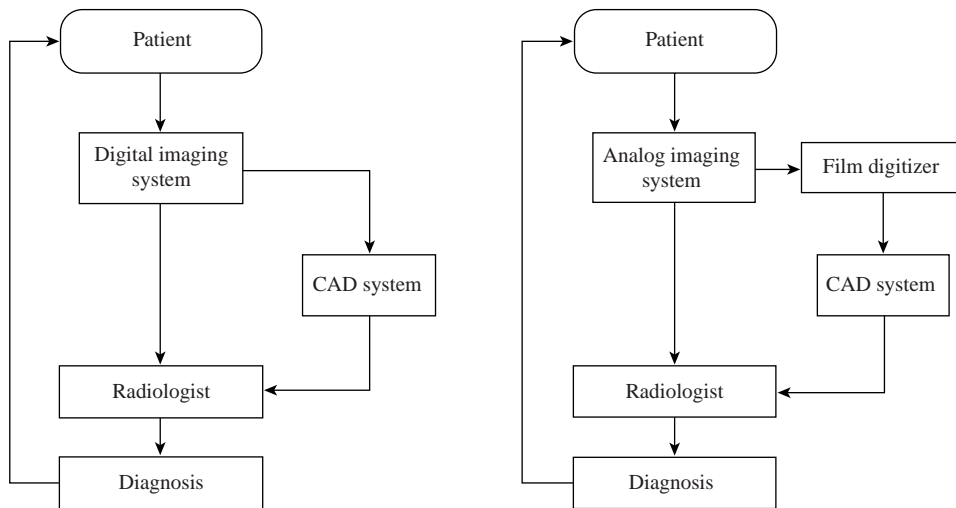 Patient
Digital imaging
system
CAD system
Radiologist
Diagnosis
Patient
Analog imaging
system
Film digitizer
CAD system
Radiologist
Diagnosis